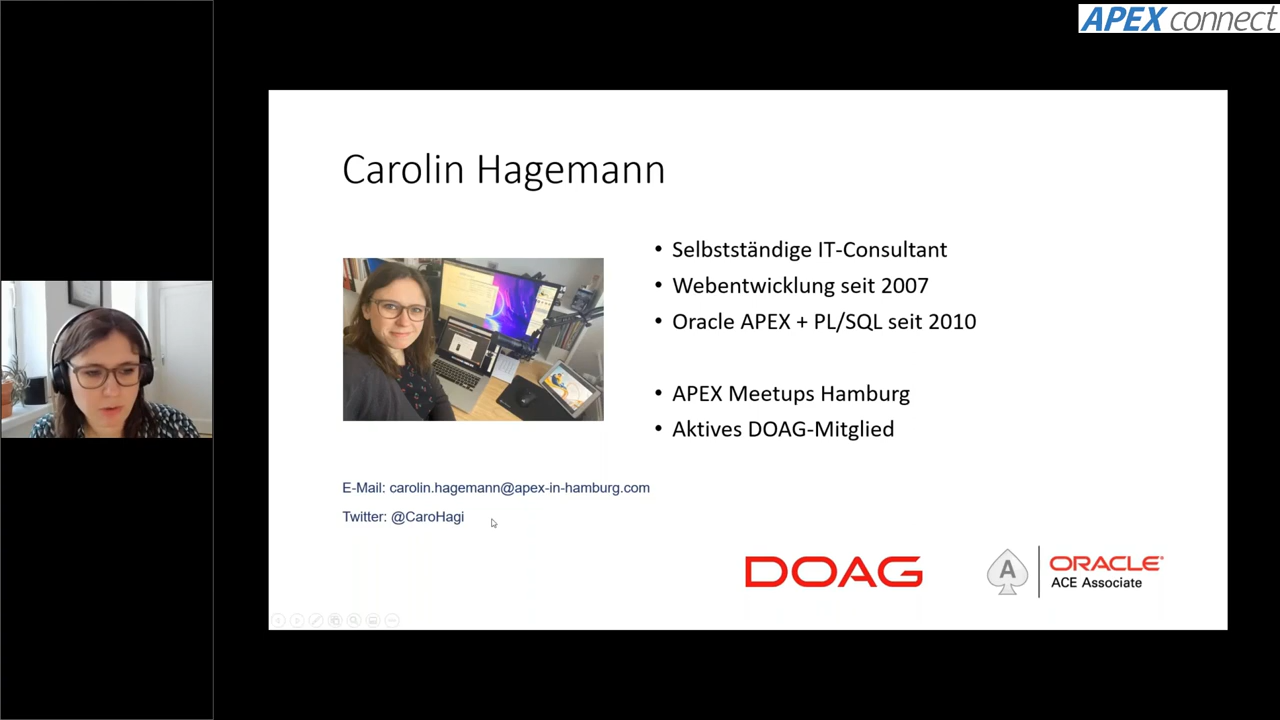 APEX connect
Carolin Hagemann
• Selbstständige IT-Consultant
• Webentwicklung seit 2007
• Oracle APEX + PL/SQL seit 2010
• APEX Meetups Hamburg
• Aktives DOAG-Mitglied
E-Mail: carolin.hagemann@apex-in-hamburg.com
Twitter: @CaroHagi
DOAG
A
ORACLE®
ACE Associate